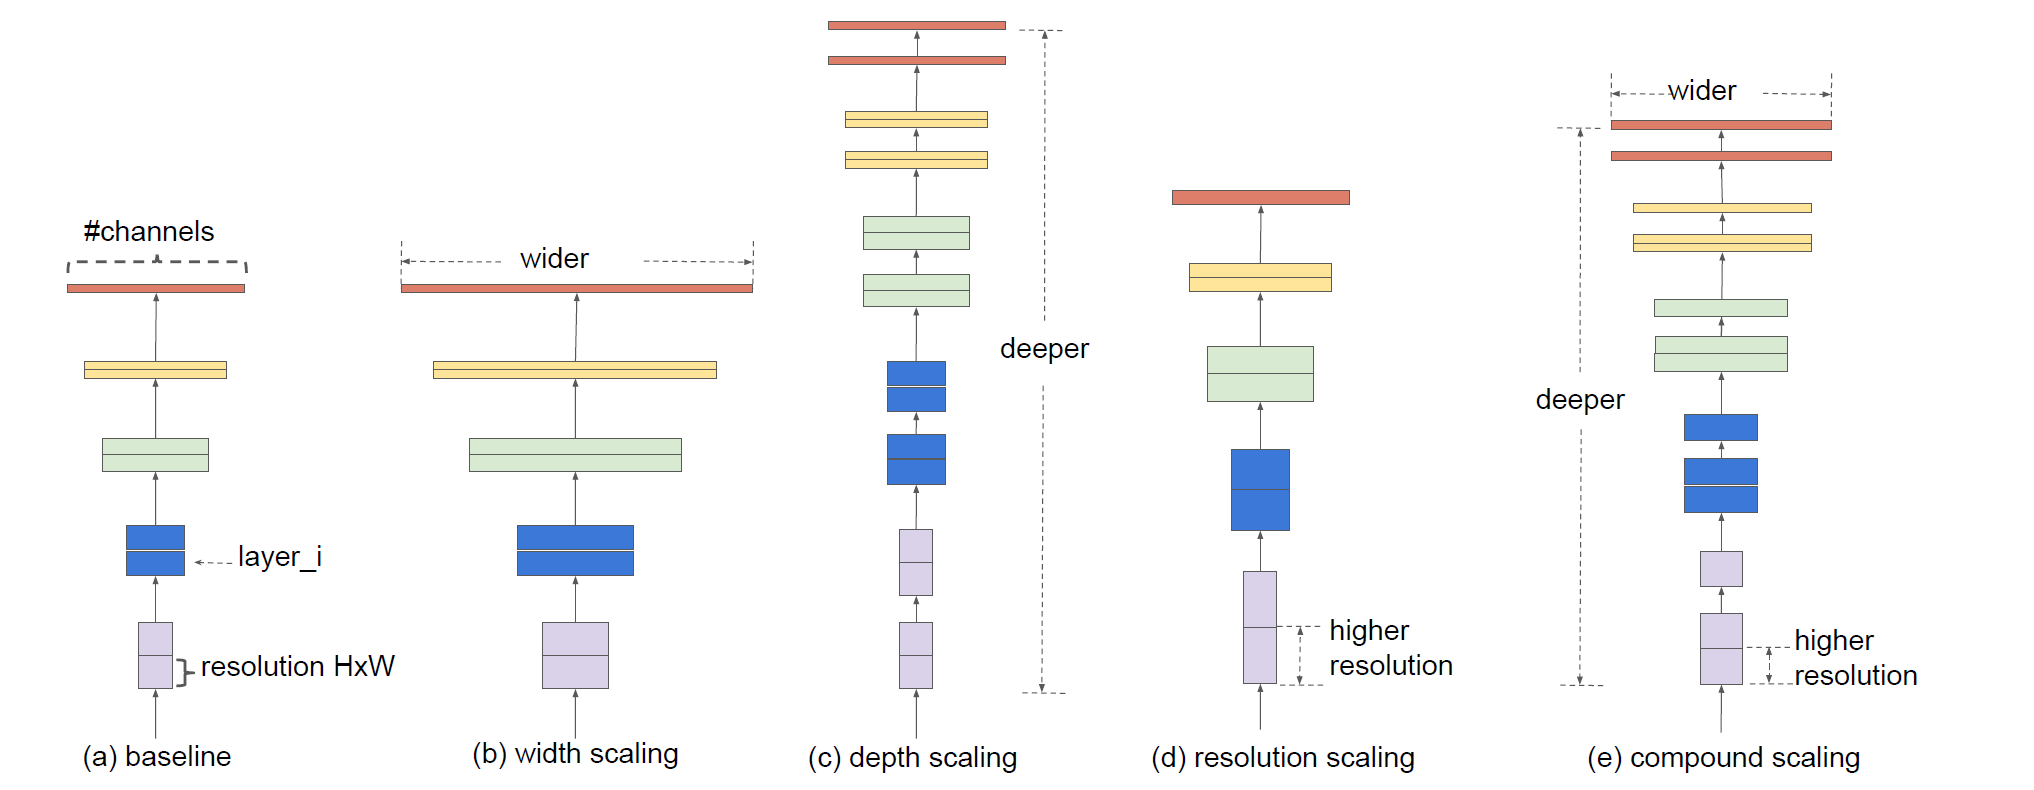 #channels
layer_i
resolution HxW
(a) baseline
wider
(b) width scaling
deeper
(c) depth scaling
higher
resolution
(d) resolution scaling
wider
deeper
higher
resolution
(e) compound scaling